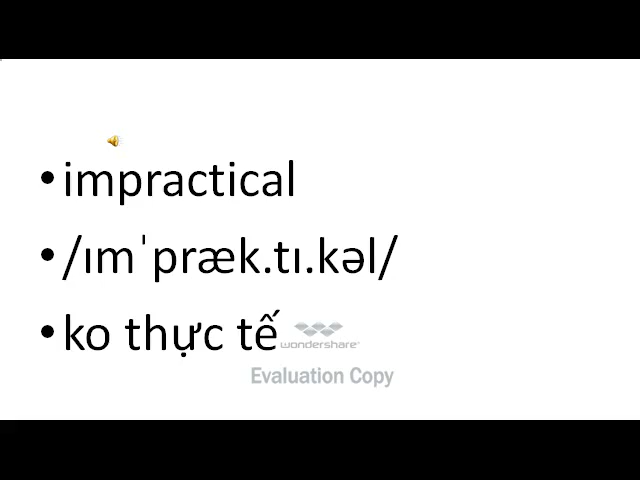 • impractical
• /ɪmˈpræk.tɪ.kəl/
• ko thực tế
wondershare
Evaluation Copy